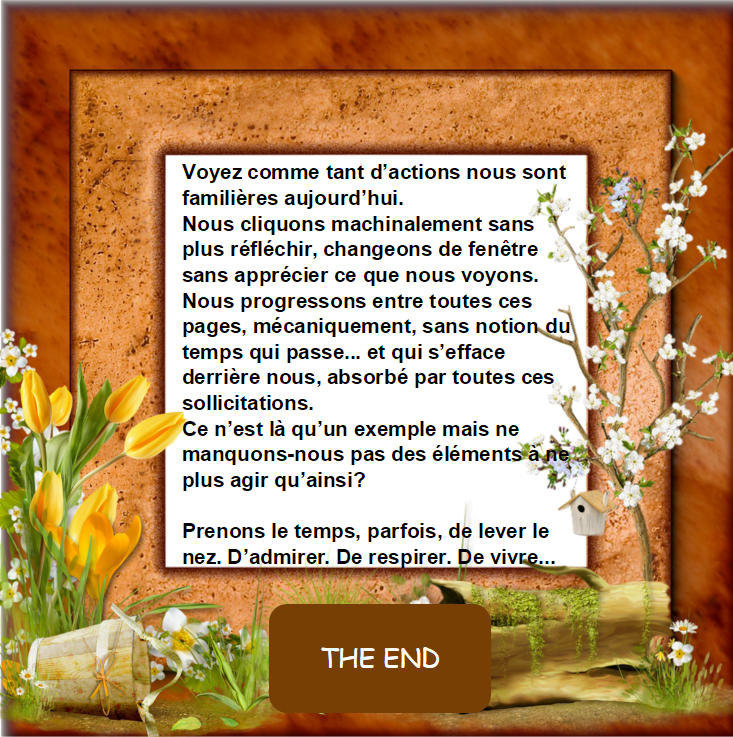 Voyez comme tant d'actions nous sont
familières aujourd'hui.
Nous cliquons machinalement sans
plus réfléchir, changeons de fenêtre
sans apprécier ce que nous voyons.
Nous progressons entre toutes ces
pages, mécaniquement, sans notion du
temps qui passe... et qui s'efface
derrière nous, absorbé par toutes ces
sollicitations.
Ce n'est là qu'un exemple mais ne
manquons-nous pas des éléments à ne
plus agir qu'ainsi?
Prenons le temps, parfois, de lever le
nez. D'admirer. De respirer. De vivre...
THE END